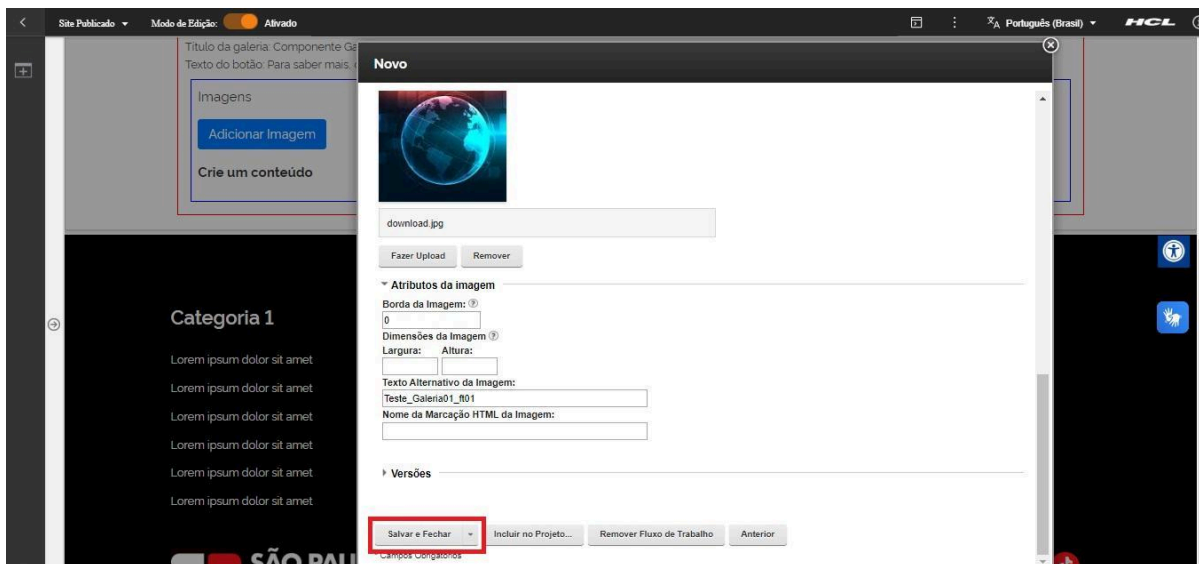 Site Publicado Modo de Edição: Ativado Português (Brasil) HCL
Título da galeria: Componente
Texto do botão: Para saber mais,
Imagens
Adicionar Imagem
Crie um conteúdo
Novo
download.jpg
Fazer Upload Remover
Atributos da imagem
Borda da Imagem:
0
Dimensões da Imagem
Largura: Altura:
Texto Alternativo da Imagem:
Teste_Galeria01_ft01
Nome da Marcação HTML da Imagem:
Versões
Salvar e Fechar Incluir no Projeto... Remover Fluxo de Trabalho Anterior
* Campos Obrigatórios
Categoria 1
Lorem ipsum dolor sit amet
Lorem ipsum dolor sit amet
Lorem ipsum dolor sit amet
Lorem ipsum dolor sit amet
Lorem ipsum dolor sit amet
Lorem ipsum dolor sit amet
SÃO PAU